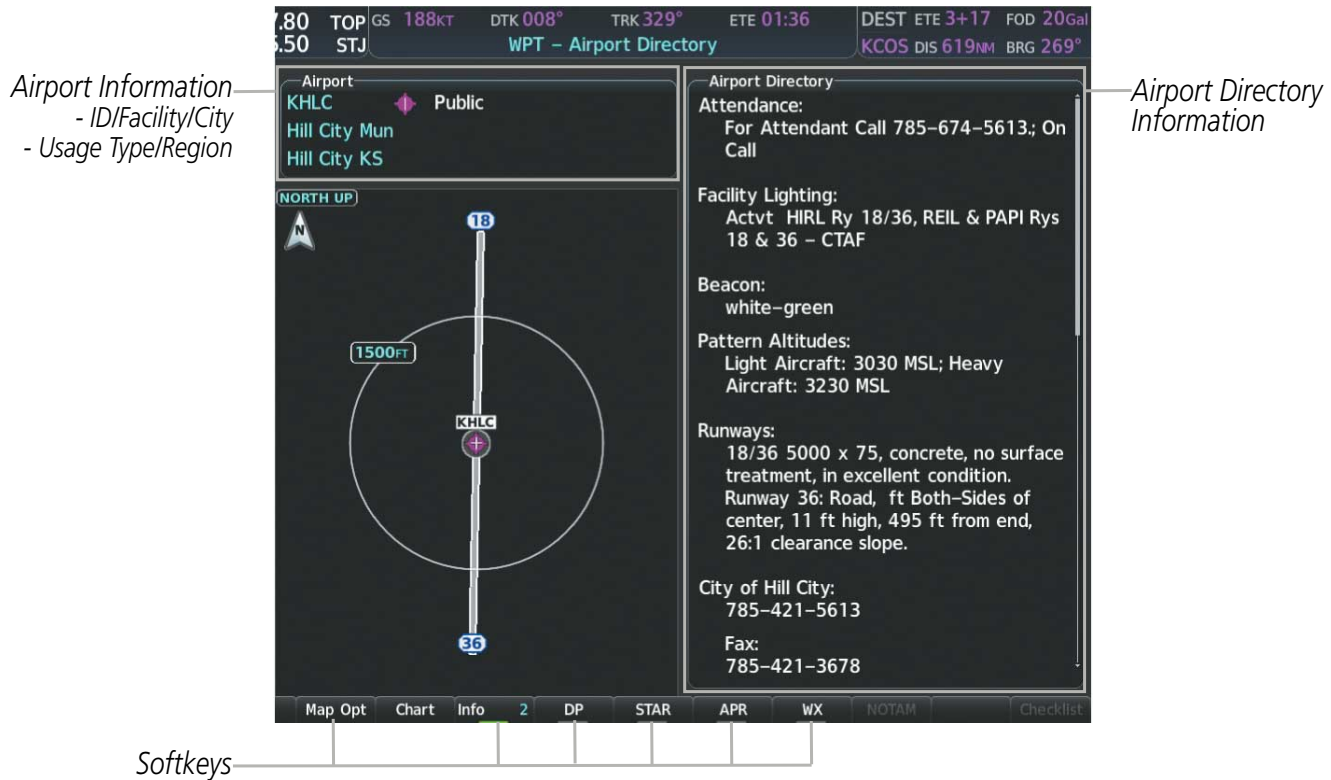 7.80 TOP GS 188KT DTK 008° TRK 329° ETE 01:36 DEST ETE 3+17 FOD 20Gal
.50 STJ WPT – Airport Directory KCOS DIS 619NM BRG 269°
Airport Information
- ID/Facility/City
- Usage Type/Region
Airport
KHLC Public
Hill City Mun
Hill City KS
NORTH UP
N
18
1500FT
KHLC
36
Airport Directory
Attendance:
For Attendant Call 785–674–5613.; On
Call
Facility Lighting:
Actvt HIRL Ry 18/36, REIL & PAPI Rys
18 & 36 – CTAF
Beacon:
white–green
Pattern Altitudes:
Light Aircraft: 3030 MSL; Heavy
Aircraft: 3230 MSL
Runways:
18/36 5000 x 75, concrete, no surface
treatment, in excellent condition.
Runway 36: Road, ft Both–Sides of
center, 11 ft high, 495 ft from end,
26:1 clearance slope.
City of Hill City:
785–421–5613
Fax:
785–421–3678
Airport Directory
Information
Map Opt Chart Info 2 DP STAR APR WX NOTAM Checklist
Softkeys